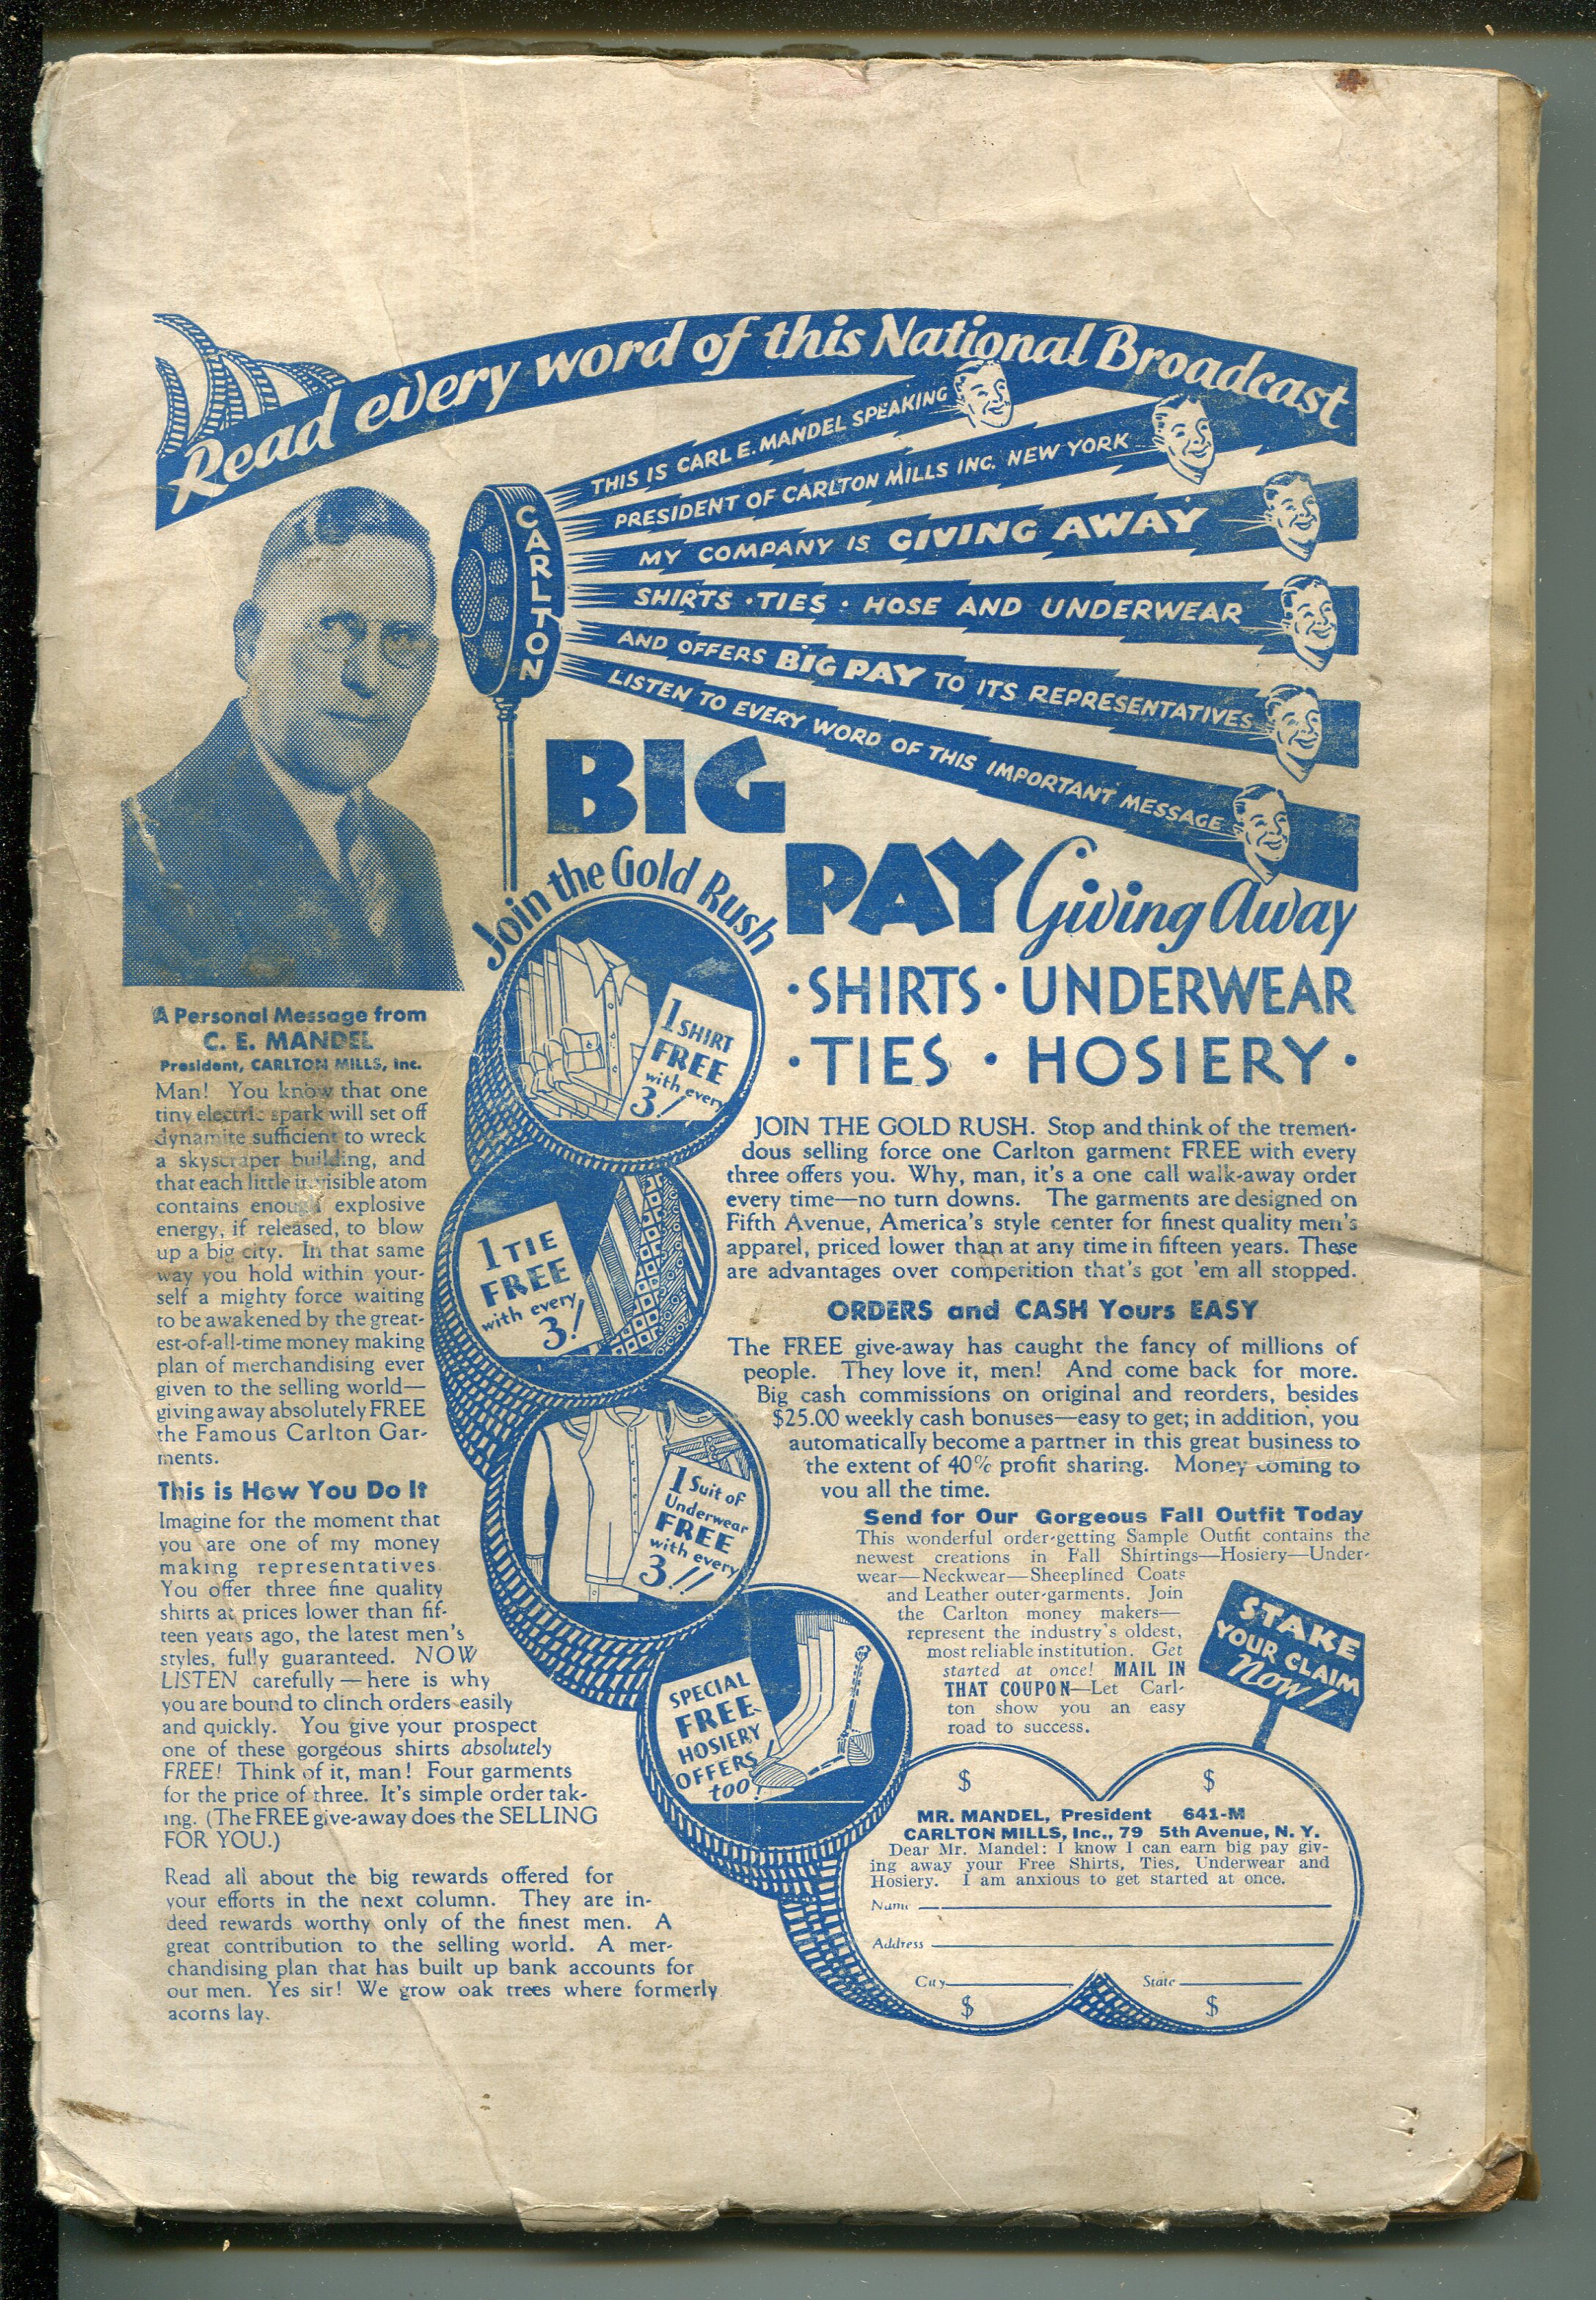 Read every word of this National Broadcast
THIS IS CARL E. MANDEL SPEAKING
PRESIDENT OF CARLTON MILLS INC. NEW YORK
MY COMPANY IS GIVING AWAY
SHIRTS · TIES · HOSE AND UNDERWEAR
AND OFFERS BIG PAY TO ITS REPRESENTATIVES
LISTEN TO EVERY WORD OF THIS IMPORTANT MESSAGE
CARLTON
BIG
PAY Giving Away
· SHIRTS · UNDERWEAR
· TIES · HOSIERY ·
Join the Gold Rush
1 SHIRT
FREE
with every
3!
1 TIE
FREE
with every
3!
1 Suit of
Underwear
FREE
with every
3!!
SPECIAL
FREE
HOSIERY
OFFERS
too!
A Personal Message from
C. E. MANDEL
President, CARLTON MILLS, Inc.
Man! You know that one
tiny electric spark will set off
dynamite sufficient to wreck
a skyscraper building, and
that each little invisible atom
contains enough explosive
energy, if released, to blow
up a big city. In that same
way you hold within your-
self a mighty force waiting
to be awakened by the great-
est-of-all-time money making
plan of merchandising ever
given to the selling world—
giving away absolutely FREE
the Famous Carlton Gar-
ments.
This is How You Do It
Imagine for the moment that
you are one of my money
making representatives
You offer three fine quality
shirts at prices lower than fif-
teen years ago, the latest men's
styles, fully guaranteed. NOW
LISTEN carefully—here is why
you are bound to clinch orders easily
and quickly. You give your prospect
one of these gorgeous shirts absolutely
FREE! Think of it, man! Four garments
for the price of three. It's simple order tak-
ing. (The FREE give-away does the SELLING
FOR YOU.)
Read all about the big rewards offered for
your efforts in the next column. They are in-
deed rewards worthy only of the finest men. A
great contribution to the selling world. A mer-
chandising plan that has built up bank accounts for
our men. Yes sir! We grow oak trees where formerly
acorns lay.
JOIN THE GOLD RUSH. Stop and think of the tremen-
dous selling force one Carlton garment FREE with every
three offers you. Why, man, it's a one call walk-away order
every time—no turn downs. The garments are designed on
Fifth Avenue, America's style center for finest quality men's
apparel, priced lower than at any time in fifteen years. These
are advantages over competition that's got 'em all stopped.
ORDERS and CASH Yours EASY
The FREE give-away has caught the fancy of millions of
people. They love it, men! And come back for more.
Big cash commissions on original and reorders, besides
$25.00 weekly cash bonuses—easy to get; in addition, you
automatically become a partner in this great business to
the extent of 40% profit sharing. Money coming to
you all the time.
Send for Our Gorgeous Fall Outfit Today
This wonderful order-getting Sample Outfit contains the
newest creations in Fall Shirtings—Hosiery—Under-
wear—Neckwear—Sheeplined Coats
and Leather outer-garments. Join
the Carlton money makers—
represent the industry's oldest,
most reliable institution. Get
started at once! MAIL IN
THAT COUPON—Let Carl-
ton show you an easy
road to success.
STAKE
YOUR CLAIM
Now!
$ $
MR. MANDEL, President 641-M
CARLTON MILLS, Inc., 79 5th Avenue, N. Y.
Dear Mr. Mandel: I know I can earn big pay giv-
ing away your Free Shirts, Ties, Underwear and
Hosiery. I am anxious to get started at once.
Name
Address
City State
$ $